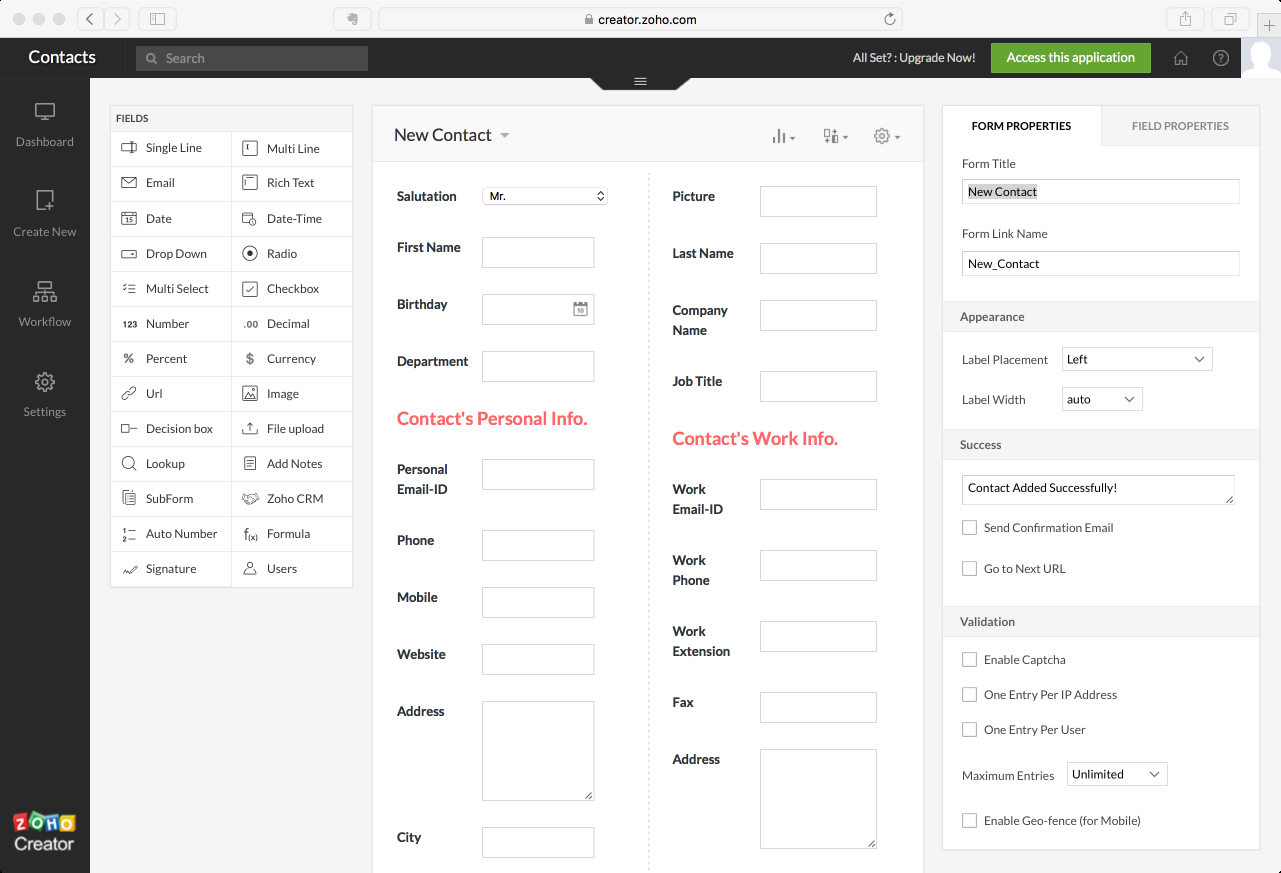 creator.zoho.com
Contacts
Search
All Set? : Upgrade Now!
Access this application
?
Dashboard
Create New
Workflow
Settings
ZOHO
Creator
FIELDS
Single Line
Multi Line
Email
Rich Text
15
Date
Date-Time
Drop Down
Radio
Multi Select
Checkbox
123 Number
.00 Decimal
% Percent
$ Currency
Url
Image
Decision box
File upload
Lookup
Add Notes
SubForm
Zoho CRM
1
2
Auto Number
f(x) Formula
Signature
Users
New Contact
Salutation
Mr.
First Name
Birthday
10
Department
Contact's Personal Info.
Personal
Email-ID
Phone
Mobile
Website
Address
City
Picture
Last Name
Company
Name
Job Title
Contact's Work Info.
Work
Email-ID
Work
Phone
Work
Extension
Fax
Address
FORM PROPERTIES
FIELD PROPERTIES
Form Title
New Contact
Form Link Name
New_Contact
Appearance
Label Placement
Left
Label Width
auto
Success
Contact Added Successfully!
Send Confirmation Email
Go to Next URL
Validation
Enable Captcha
One Entry Per IP Address
One Entry Per User
Maximum Entries
Unlimited
Enable Geo-fence (for Mobile)